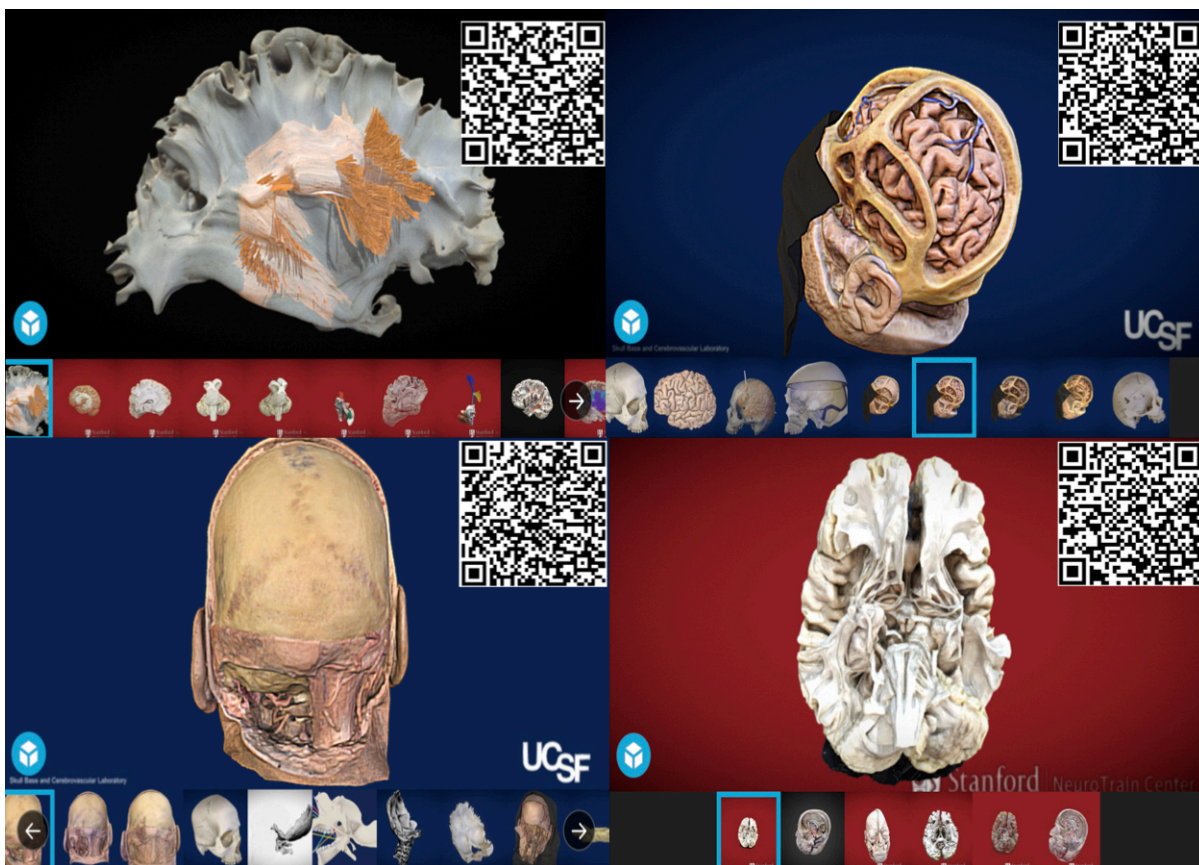 UCSF
Skull Base and Cerebrovascular Laboratory
UCSF
Skull Base and Cerebrovascular Laboratory
Stanford NeuroTrain Center